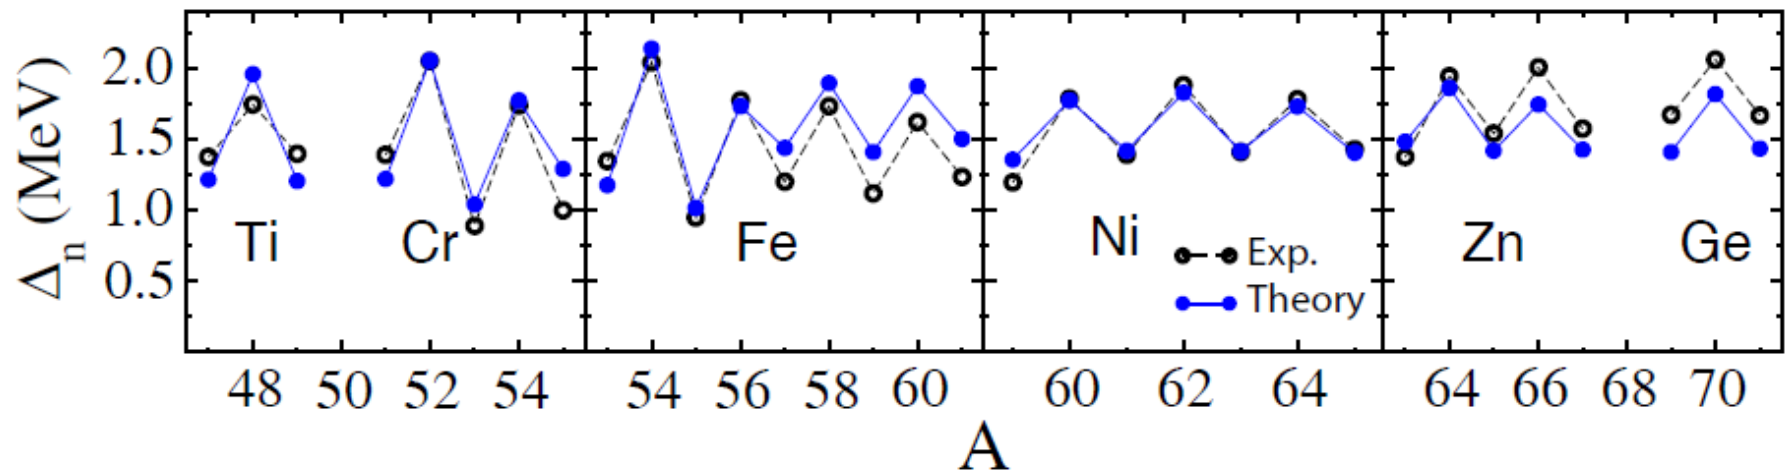 Δn (MeV)
2.0
1.5
1.0
0.5
Ti
Cr
Fe
Ni
Zn
Ge
Exp.
Theory
48 50 52 54 54 56 58 60 60 62 64 64 66 68 70
A